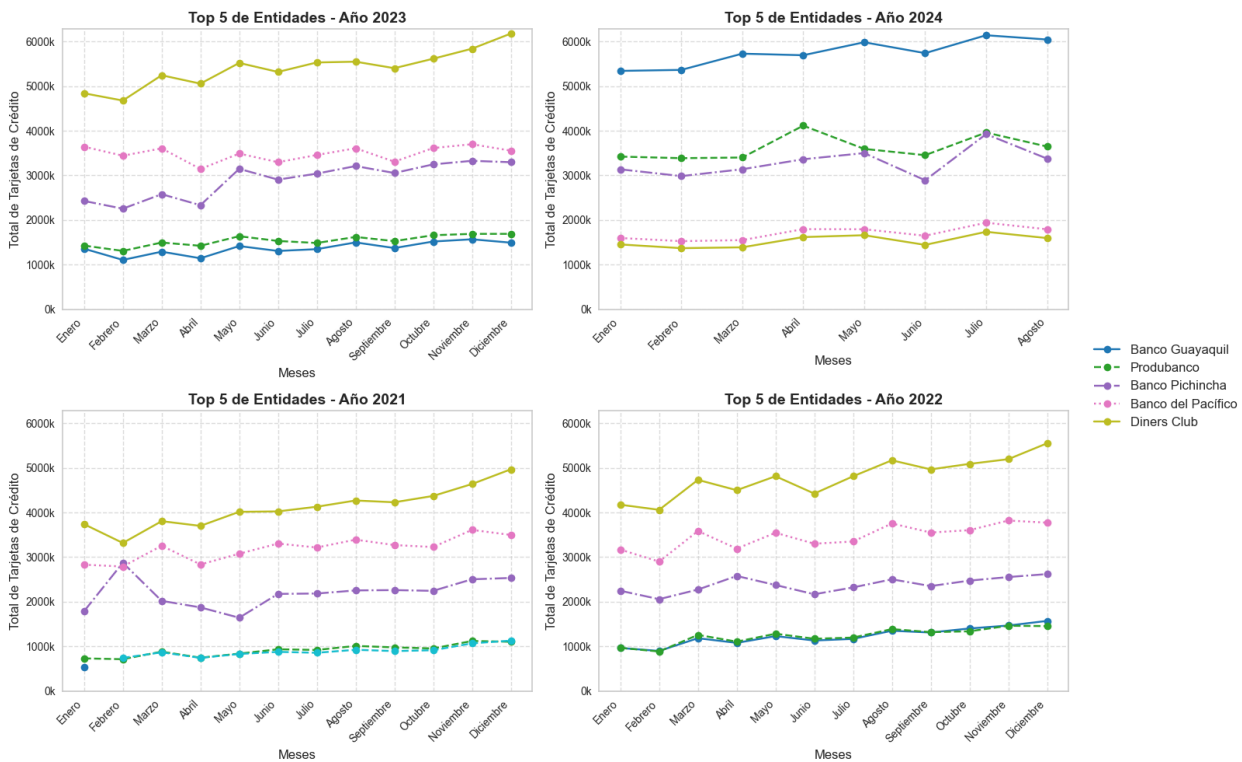 Top 5 de Entidades - Año 2023
Total de Tarjetas de Crédito
6000k
5000k
4000k
3000k
2000k
1000k
0k
Enero
Febrero
Marzo
Abril
Mayo
Junio
Julio
Agosto
Septiembre
Octubre
Noviembre
Diciembre
Meses
Top 5 de Entidades - Año 2024
Total de Tarjetas de Crédito
6000k
5000k
4000k
3000k
2000k
1000k
0k
Enero
Febrero
Marzo
Abril
Mayo
Junio
Julio
Agosto
Meses
Banco Guayaquil
Produbanco
Banco Pichincha
Banco del Pacífico
Diners Club
Top 5 de Entidades - Año 2021
Total de Tarjetas de Crédito
6000k
5000k
4000k
3000k
2000k
1000k
0k
Enero
Febrero
Marzo
Abril
Mayo
Junio
Julio
Agosto
Septiembre
Octubre
Noviembre
Diciembre
Meses
Top 5 de Entidades - Año 2022
Total de Tarjetas de Crédito
6000k
5000k
4000k
3000k
2000k
1000k
0k
Enero
Febrero
Marzo
Abril
Mayo
Junio
Julio
Agosto
Septiembre
Octubre
Noviembre
Diciembre
Meses